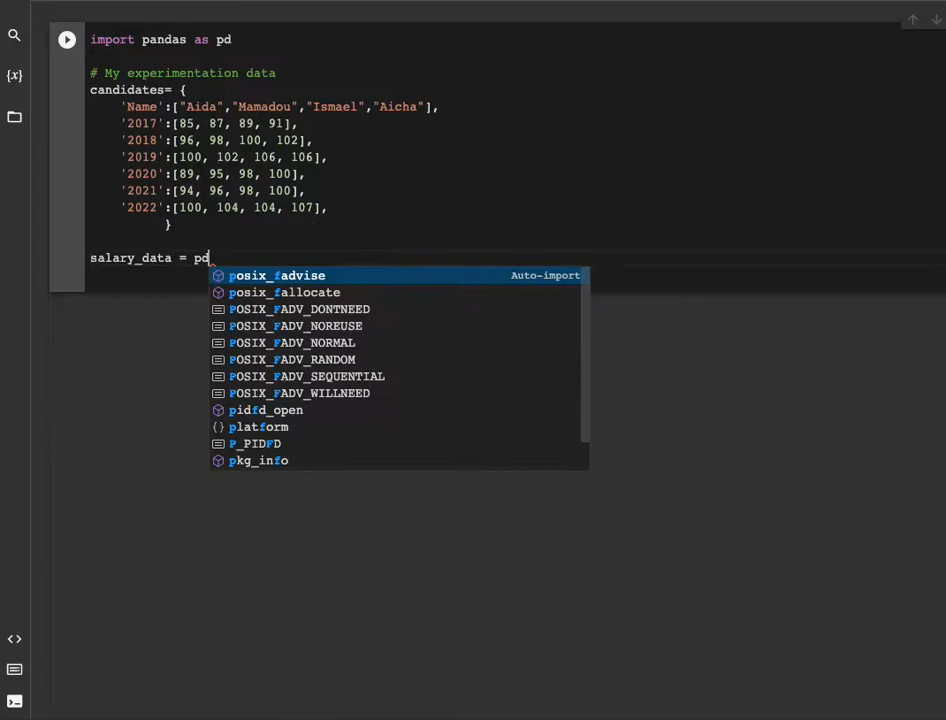 import pandas as pd
# My experimentation data
candidates= {
'Name':["Aida","Mamadou","Ismael","Aicha"],
'2017':[85, 87, 89, 91],
'2018':[96, 98, 100, 102],
'2019':[100, 102, 106, 106],
'2020':[89, 95, 98, 100],
'2021':[94, 96, 98, 100],
'2022':[100, 104, 104, 107],
}
salary_data = pd
posix_fadvise Auto-import
posix_fallocate
POSIX_FADV_DONTNEED
POSIX_FADV_NOREUSE
POSIX_FADV_NORMAL
POSIX_FADV_RANDOM
POSIX_FADV_SEQUENTIAL
POSIX_FADV_WILLNEED
pidfd_open
{} platform
P_PIDFD
pkg_info
{x}
<>